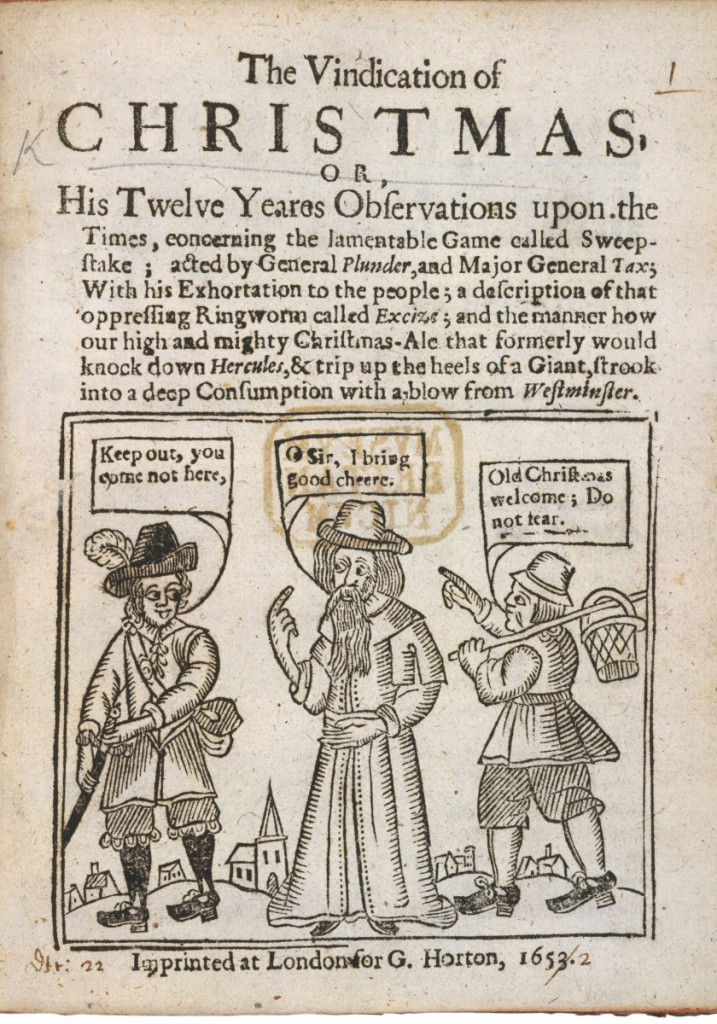 The Vindication of
CHRISTMAS,
OR,
His Twelve Yeares Obſervations upon.the
Times, concerning the lamentable Game called Sweep-
ſtake ; acted by General Plunder, and Major General Tax;
With his Exhortation to the people ; a deſcription of that
oppreſſing Ringworm called Excize ; and the manner how
our high and mighty Chriſtmas-Ale that formerly would
knock down Hercules, & trip up the heels of a Giant, ſtrook
into a deep Conſumption with a blow from Weſtminſter.
Keep out, you
come not here,
O Sir, I bring
good cheere.
Old Chriſtmas
welcome ; Do
not fear.
Imprinted at London for G. Horton, 1653.
1
K
22
2